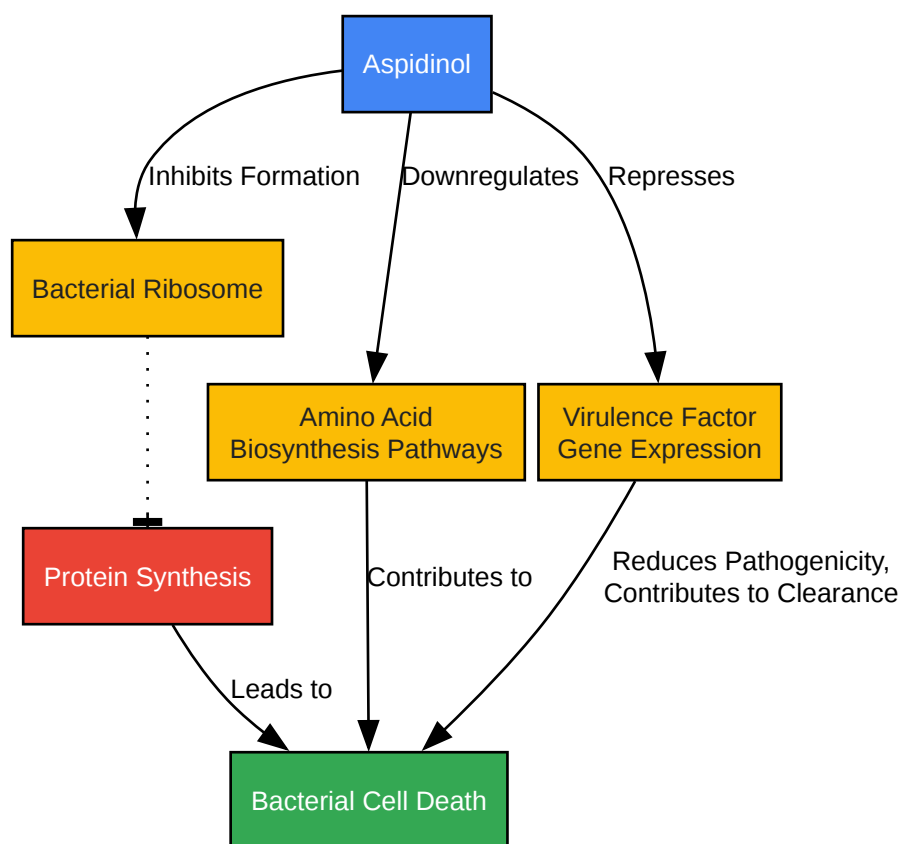 Aspidinol
Inhibits Formation
Downregulates
Represses
Bacterial Ribosome
Amino Acid
Biosynthesis Pathways
Virulence Factor
Gene Expression
Protein Synthesis
Contributes to
Reduces Pathogenicity,
Contributes to Clearance
Leads to
Bacterial Cell Death